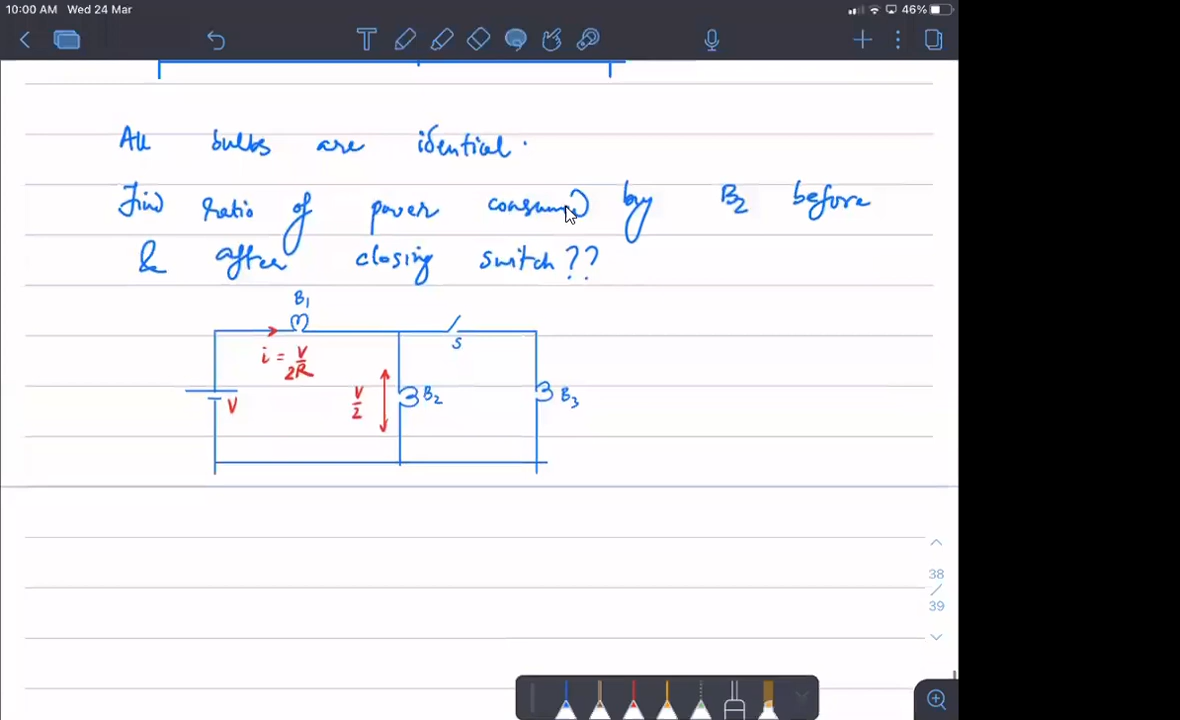 10:00 AM Wed 24 Mar
46%
All bulbs are identical.
Find ratio of power consumed by B2 before
& after closing switch??
B1
S
i = V/2R
V/2
B2
B3
V
38
/
39